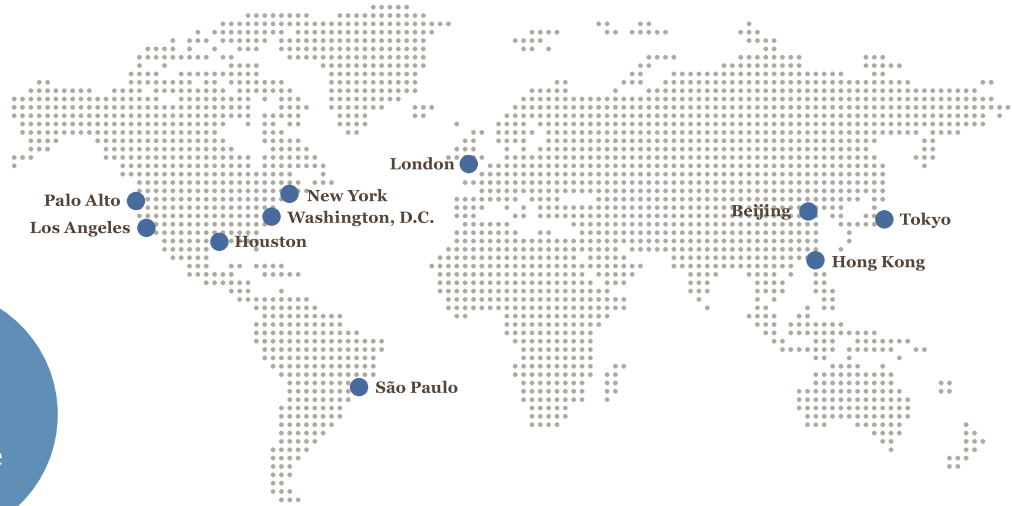 London
Palo Alto
New York
Beijing
Washington, D.C.
Tokyo
Los Angeles
Houston
Hong Kong
São Paulo
e